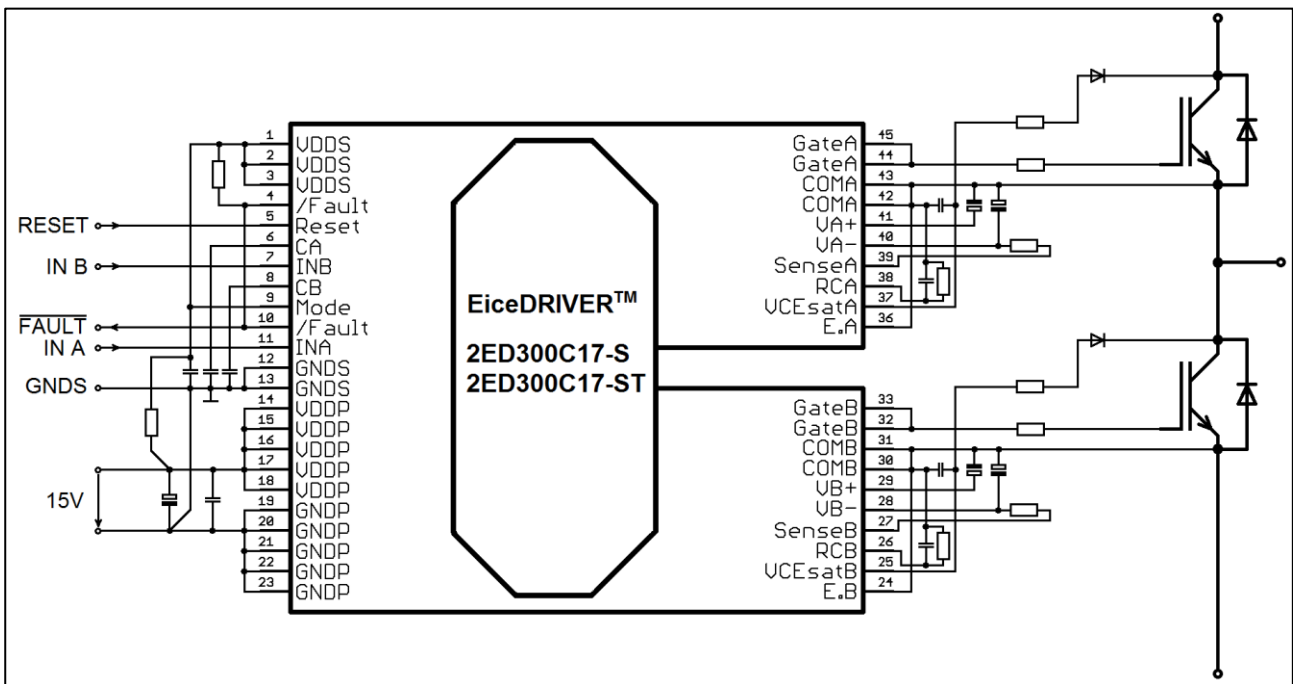 1 VDDS
2 VDDS
3 VDDS
4 /Fault
RESET 5 Reset
6 CA
IN B 7 INB
8 CB
9 Mode
FAULT 10 /Fault
IN A 11 INA
12 GNDS
GNDS 13 GNDS
14 VDDP
15 VDDP
16 VDDP
17 VDDP
15V 18 VDDP
19 GNDP
20 GNDP
21 GNDP
22 GNDP
23 GNDP
EiceDRIVER™
2ED300C17-S
2ED300C17-ST
GateA 45
GateA 44
COMA 43
COMA 42
VA+ 41
VA- 40
SenseA 39
RCA 38
VCEsatA 37
E.A 36
GateB 33
GateB 32
COMB 31
COMB 30
VB+ 29
VB- 28
SenseB 27
RCB 26
VCEsatB 25
E.B 24